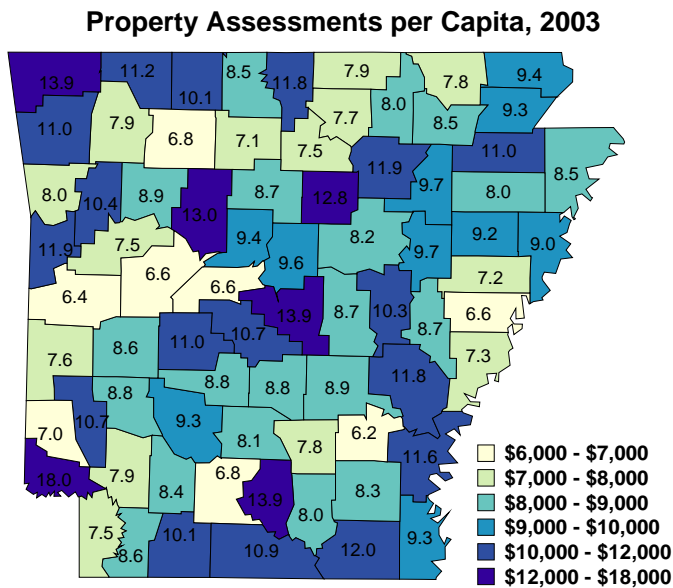 Property Assessments per Capita, 2003
13.9 11.2 10.1 8.5 11.8 7.9 7.8 9.4
11.0 7.9 6.8 7.1 7.5 7.7 8.0 8.5 9.3
8.0 10.4 8.9 13.0 8.7 12.8 11.9 9.7 11.0 8.0 8.5
11.9 7.5 9.4 9.6 8.2 9.7 9.2 9.0
6.4 6.6 6.6 13.9 8.7 10.3 8.7 7.2 6.6
7.6 8.6 11.0 10.7 7.3
8.8 8.8 8.8 8.9 11.8
7.0 10.7 9.3 8.1 7.8 6.2 11.6
18.0 7.9 8.4 6.8 13.9 8.0 8.3
7.5 8.6 10.1 10.9 12.0 9.3
$6,000 - $7,000
$7,000 - $8,000
$8,000 - $9,000
$9,000 - $10,000
$10,000 - $12,000
$12,000 - $18,000